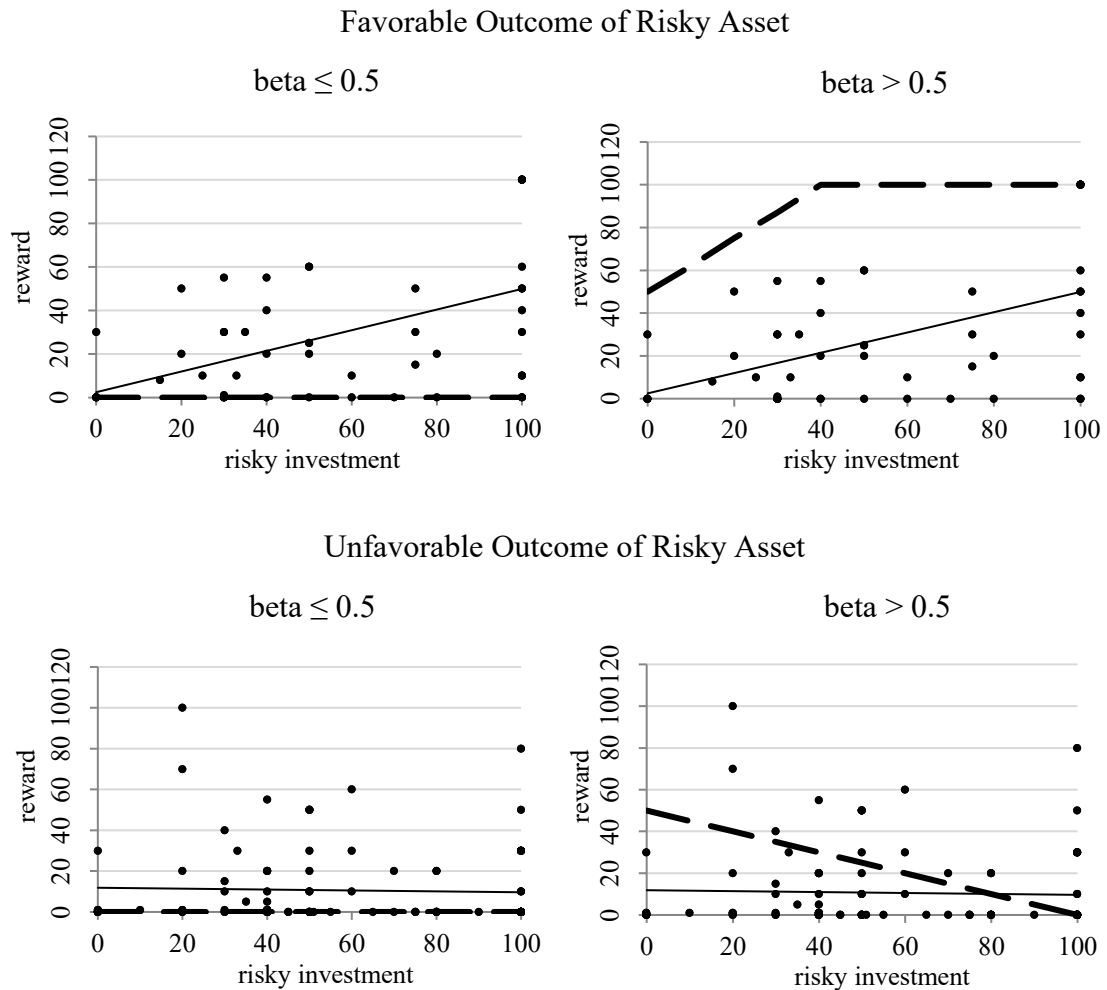 Favorable Outcome of Risky Asset
beta ≤ 0.5
beta > 0.5
reward
120
100
80
60
40
20
0
0 20 40 60 80 100
risky investment
reward
120
100
80
60
40
20
0
0 20 40 60 80 100
risky investment
Unfavorable Outcome of Risky Asset
beta ≤ 0.5
beta > 0.5
reward
120
100
80
60
40
20
0
0 20 40 60 80 100
risky investment
reward
120
100
80
60
40
20
0
0 20 40 60 80 100
risky investment